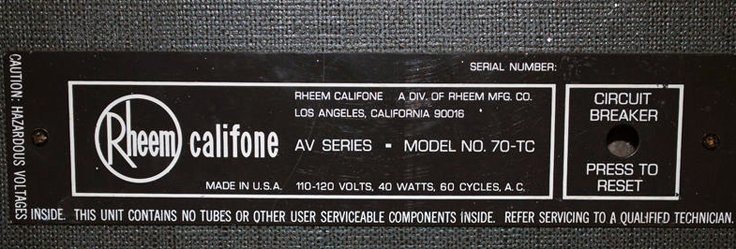 SERIAL NUMBER:
Rheem califone
RHEEM CALIFONE A DIV. OF RHEEM MFG. CO.
LOS ANGELES, CALIFORNIA 90016
AV SERIES ▪ MODEL NO. 70-TC
MADE IN U.S.A. 110-120 VOLTS, 40 WATTS, 60 CYCLES, A.C.
CIRCUIT
BREAKER
PRESS TO
RESET
CAUTION: HAZARDOUS VOLTAGES
INSIDE. THIS UNIT CONTAINS NO TUBES OR OTHER USER SERVICEABLE COMPONENTS INSIDE. REFER SERVICING TO A QUALIFIED TECHNICIAN.